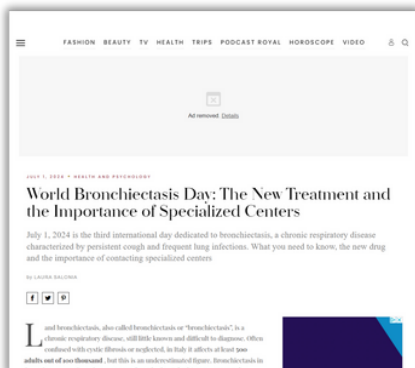 FASHION BEAUTY TV HEALTH TRIPS PODCAST ROYAL HOROSCOPE VIDEO
Ad removed. Details
JULY 1, 2024 • HEALTH AND PSYCHOLOGY
World Bronchiectasis Day: The New Treatment and
the Importance of Specialized Centers
July 1, 2024 is the third international day dedicated to bronchiectasis, a chronic respiratory disease
characterized by persistent cough and frequent lung infections. What you need to know, the new drug
and the importance of contacting specialized centers
by LAURA SALONIA
Land bronchiectasis, also called bronchiectasis or "bronchiectasis", is a
chronic respiratory disease, still little known and difficult to diagnose. Often
confused with cystic fibrosis or neglected, in Italy it affects at least 500
adults out of 100 thousand , but this is an underestimated figure. Bronchiectasis in